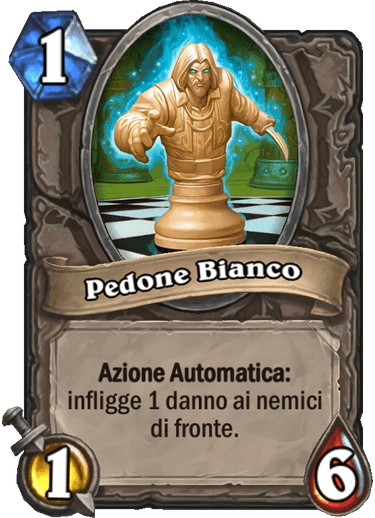 1
Pedone Bianco
Azione Automatica:
infligge 1 danno ai nemici
di fronte.
1
6